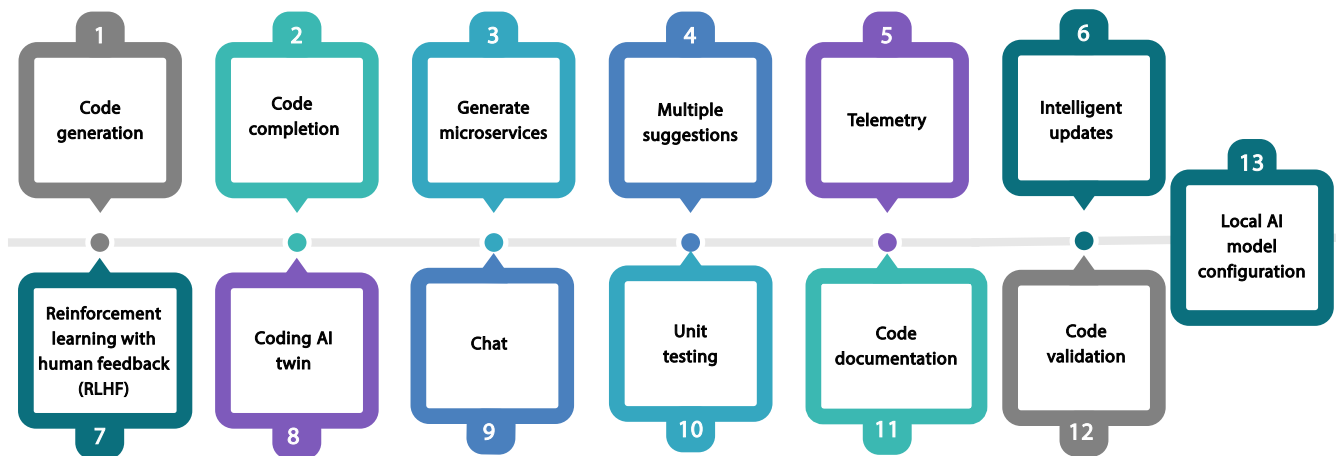 1
Code
generation
2
Code
completion
3
Generate
microservices
4
Multiple
suggestions
5
Telemetry
6
Intelligent
updates
Reinforcement
learning with
human feedback
(RLHF)
7
Coding AI
twin
8
Chat
9
Unit
testing
10
Code
documentation
11
Code
validation
12
13
Local AI
model
configuration